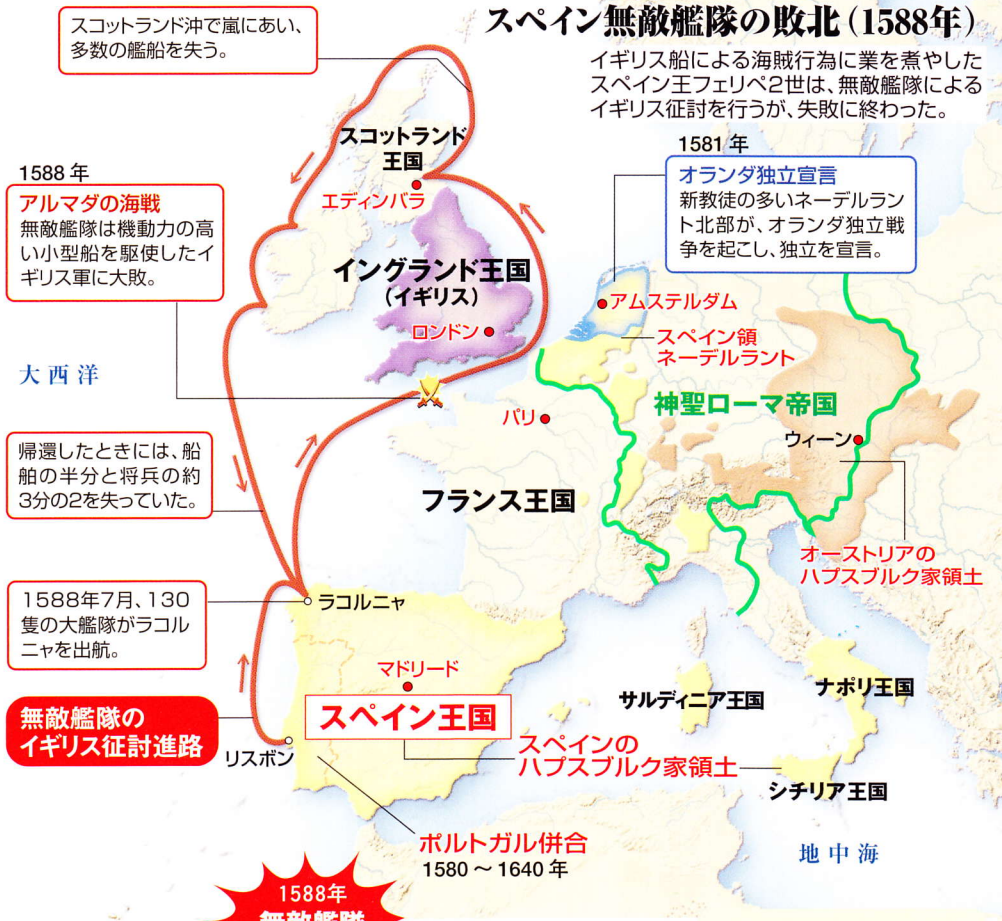 スペイン無敵艦隊の敗北(1588年)
イギリス船による海賊行為に業を煮やした
スペイン王フェリペ2世は、無敵艦隊による
イギリス征討を行うが、失敗に終わった。
スコットランド沖で嵐にあい、
多数の艦船を失う。
スコットランド
王国
エディンバラ
1588年
アルマダの海戦
無敵艦隊は機動力の高
い小型船を駆使したイ
ギリス軍に大敗。
1581年
オランダ独立宣言
新教徒の多いネーデルラン
ト北部が、オランダ独立戦
争を起こし、独立を宣言。
イングランド王国
(イギリス)
ロンドン
アムステルダム
スペイン領
ネーデルラント
大西洋
神聖ローマ帝国
パリ
ウィーン
帰還したときには、船
舶の半分と将兵の約
3分の2を失っていた。
フランス王国
オーストリアの
ハプスブルク家領土
1588年7月、130
隻の大艦隊がラコル
ニャを出航。
ラコルニャ
マドリード
スペイン王国
サルディニア王国
ナポリ王国
無敵艦隊の
イギリス征討進路
リスボン
スペインの
ハプスブルク家領土
シチリア王国
ポルトガル併合
1580～1640年
地中海
1588年
無敵艦隊